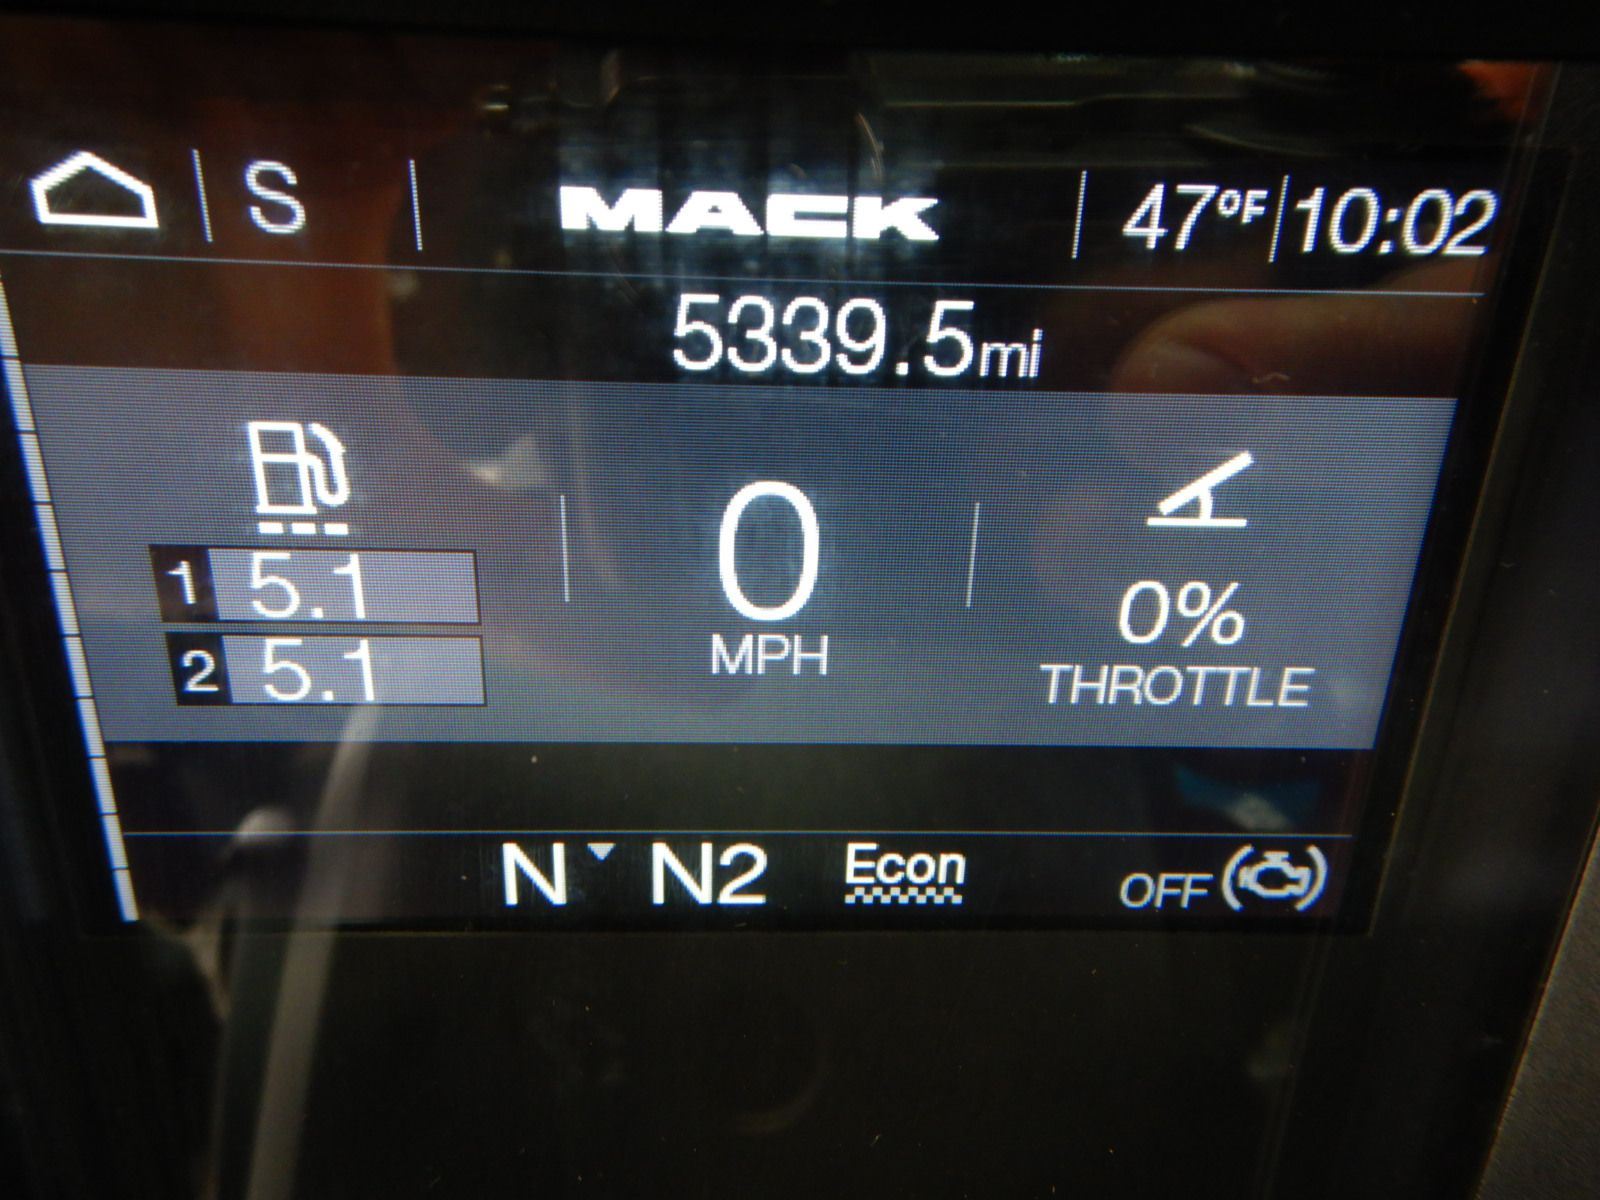 S MACK 47°F 10:02
5339.5mi
1 5.1
2 5.1
0
MPH
0%
THROTTLE
N N2 Econ OFF